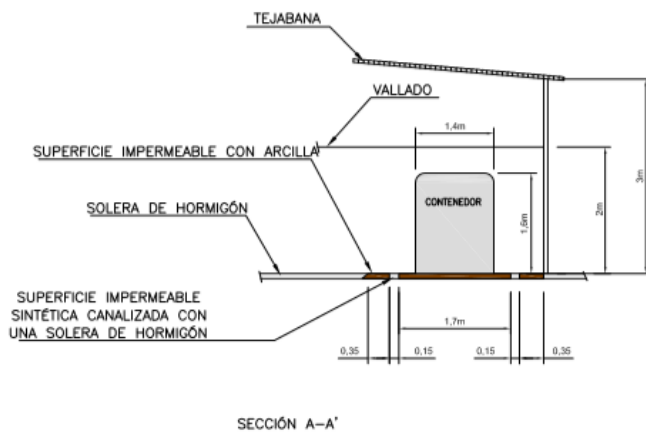 TEJABANA
VALLADO
1,4m
SUPERFICIE IMPERMEABLE CON ARCILLA
SOLERA DE HORMIGÓN
CONTENEDOR
1,6m
2m
3m
SUPERFICIE IMPERMEABLE
SINTÉTICA CANALIZADA CON
UNA SOLERA DE HORMIGÓN
1,7m
0,35
0,15
0,15
0,35
SECCIÓN A-A'